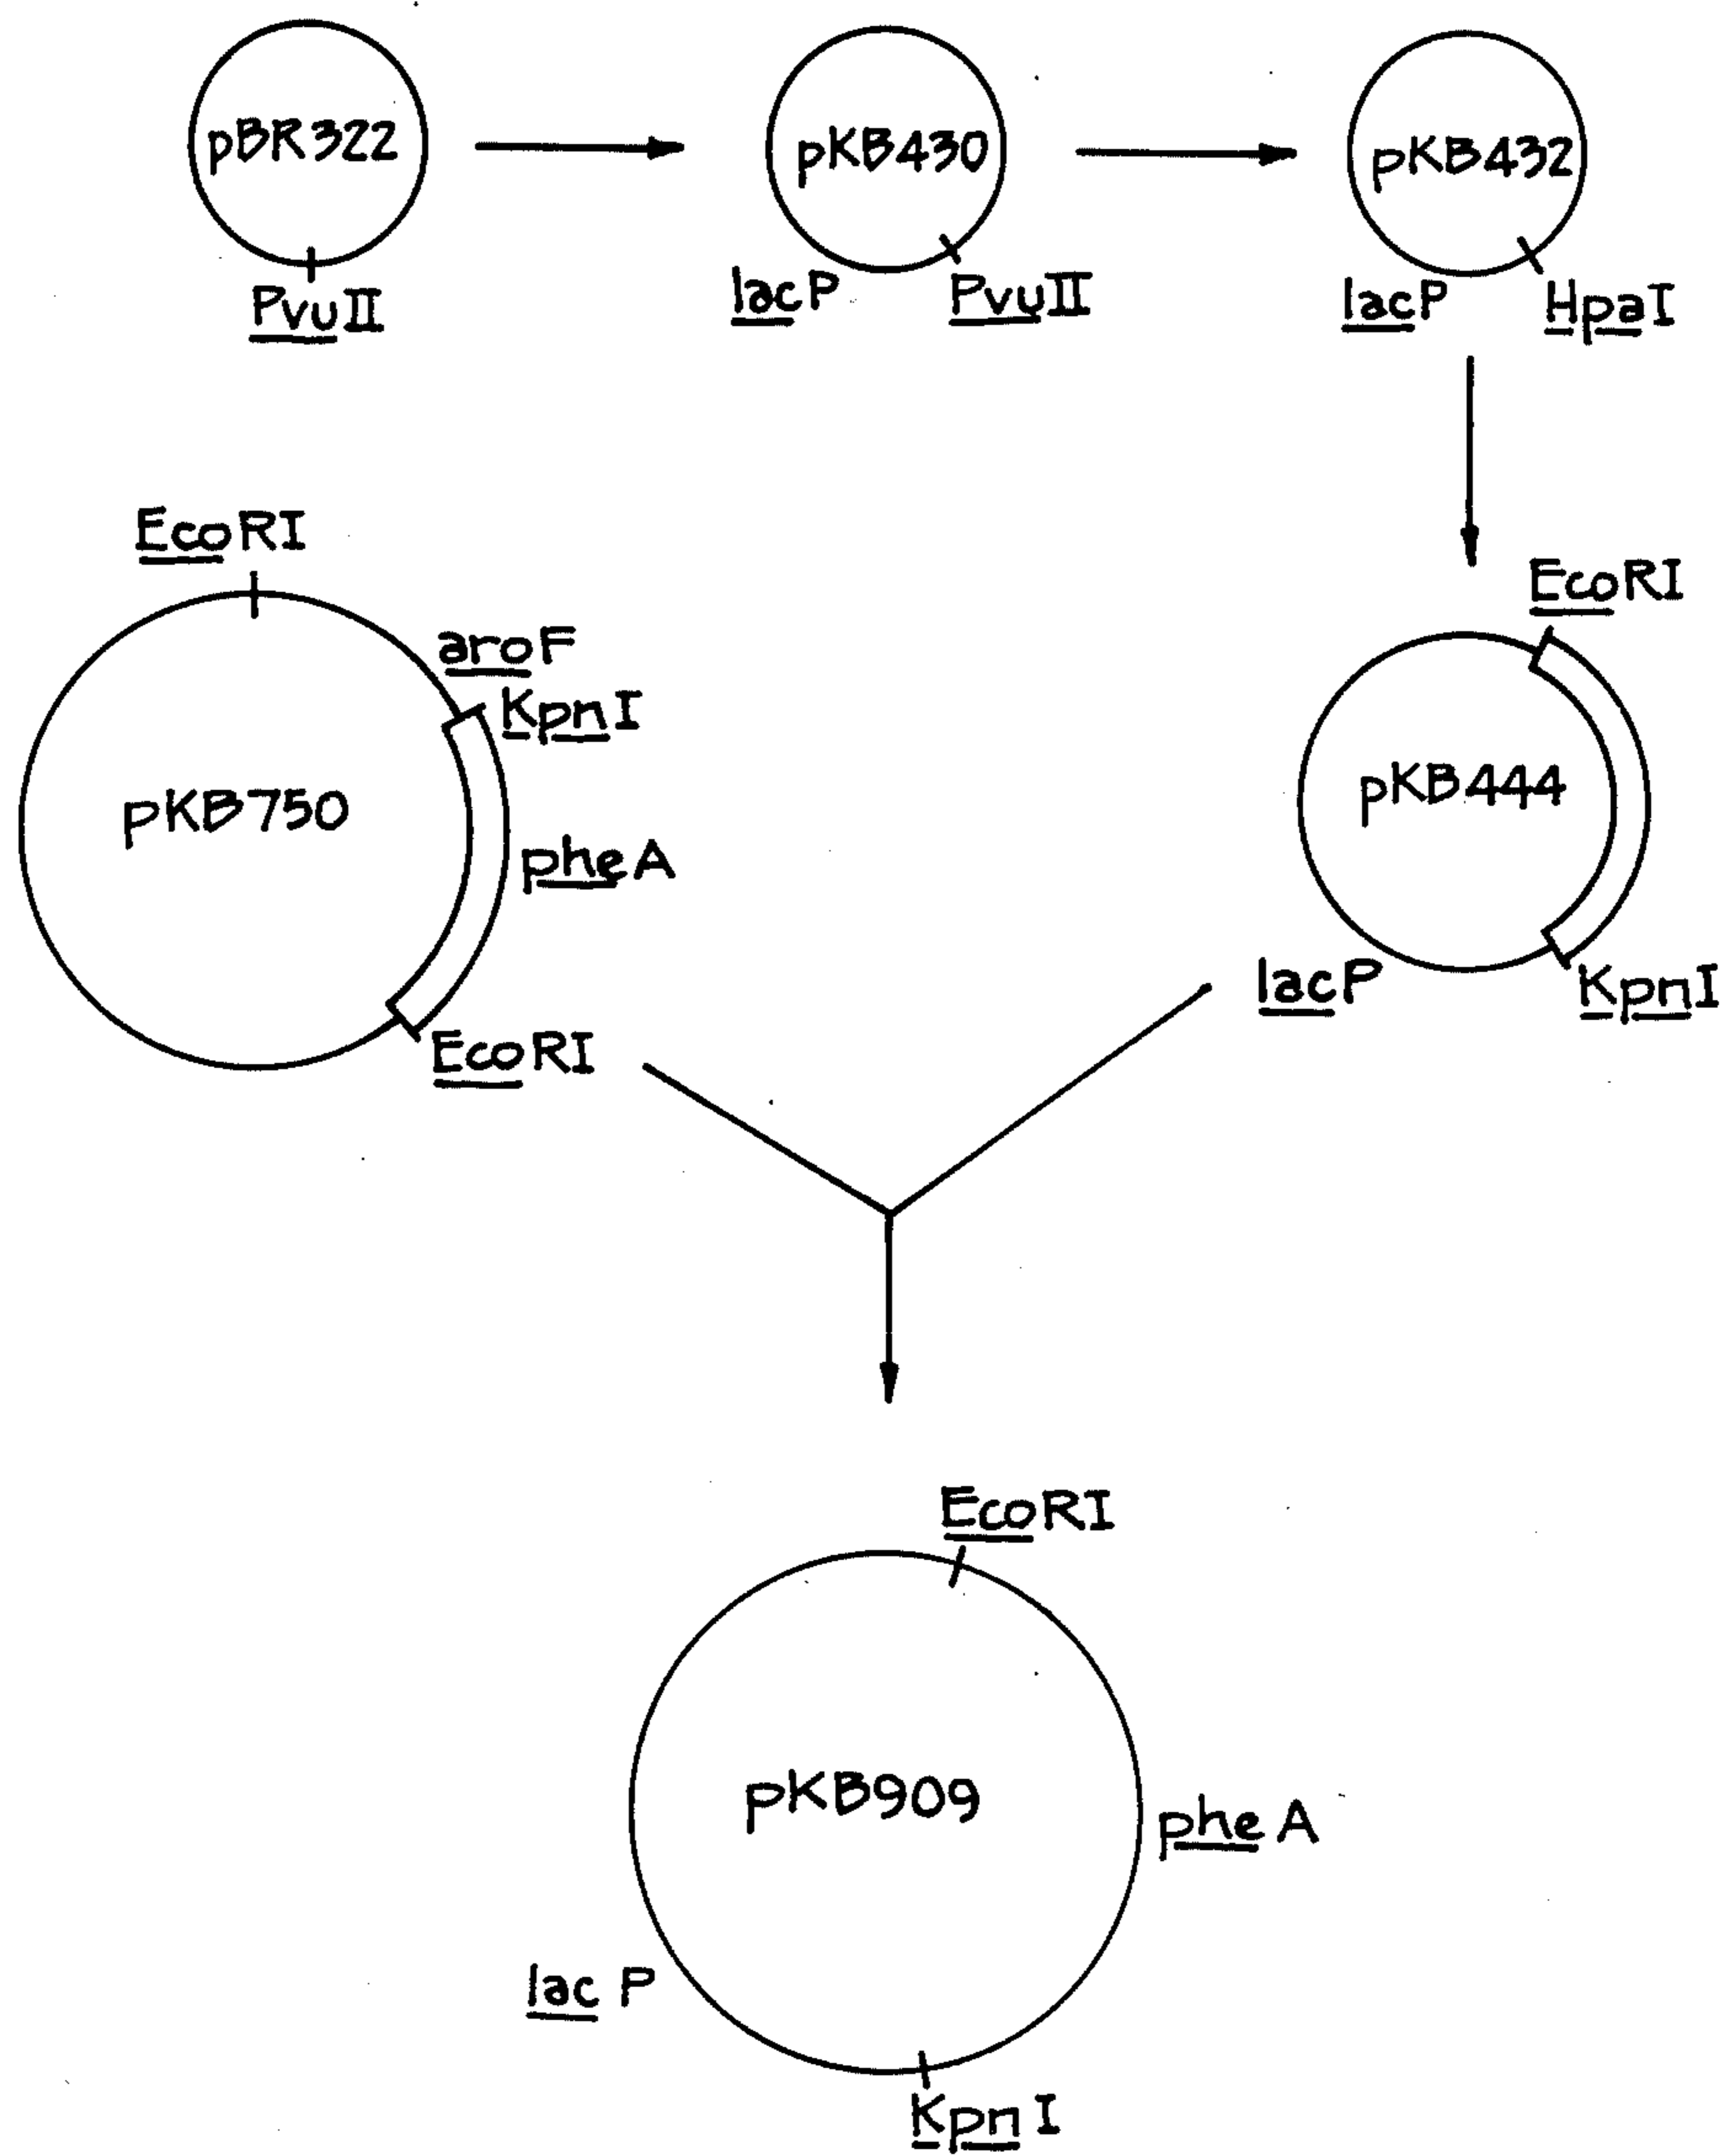 pBR322
PvuII
pKB430
lacP
PvuII
pKB432
lacP
HpaI
EcoRI
aroF
KpnI
pKB750
pheA
EcoRI
EcoRI
pKB444
lacP
KpnI
EcoRI
pKB909
pheA
lac P
KpnI